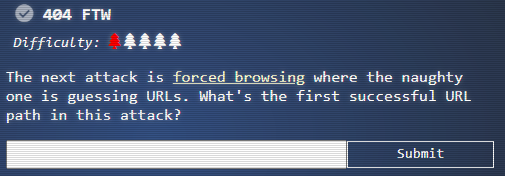 404 FTW
Difficulty:
The next attack is forced browsing where the naughty
one is guessing URLs. What's the first successful URL
path in this attack?
Submit